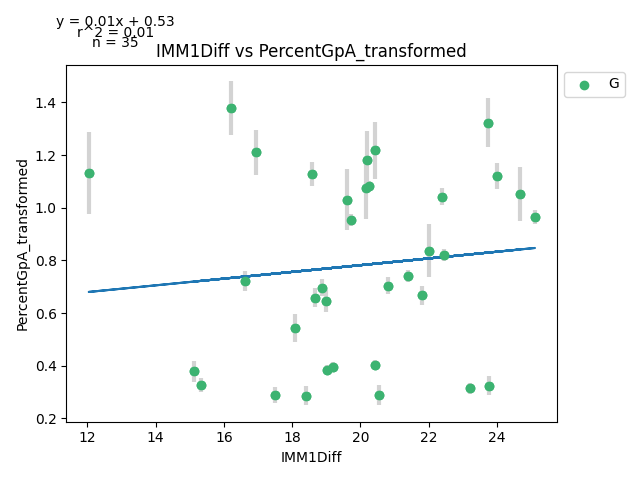 y = 0.01x + 0.53
r^2 = 0.01
n = 35
IMM1Diff vs PercentGpA_transformed
G
PercentGpA_transformed
1.4
1.2
1.0
0.8
0.6
0.4
0.2
12 14 16 18 20 22 24
IMM1Diff